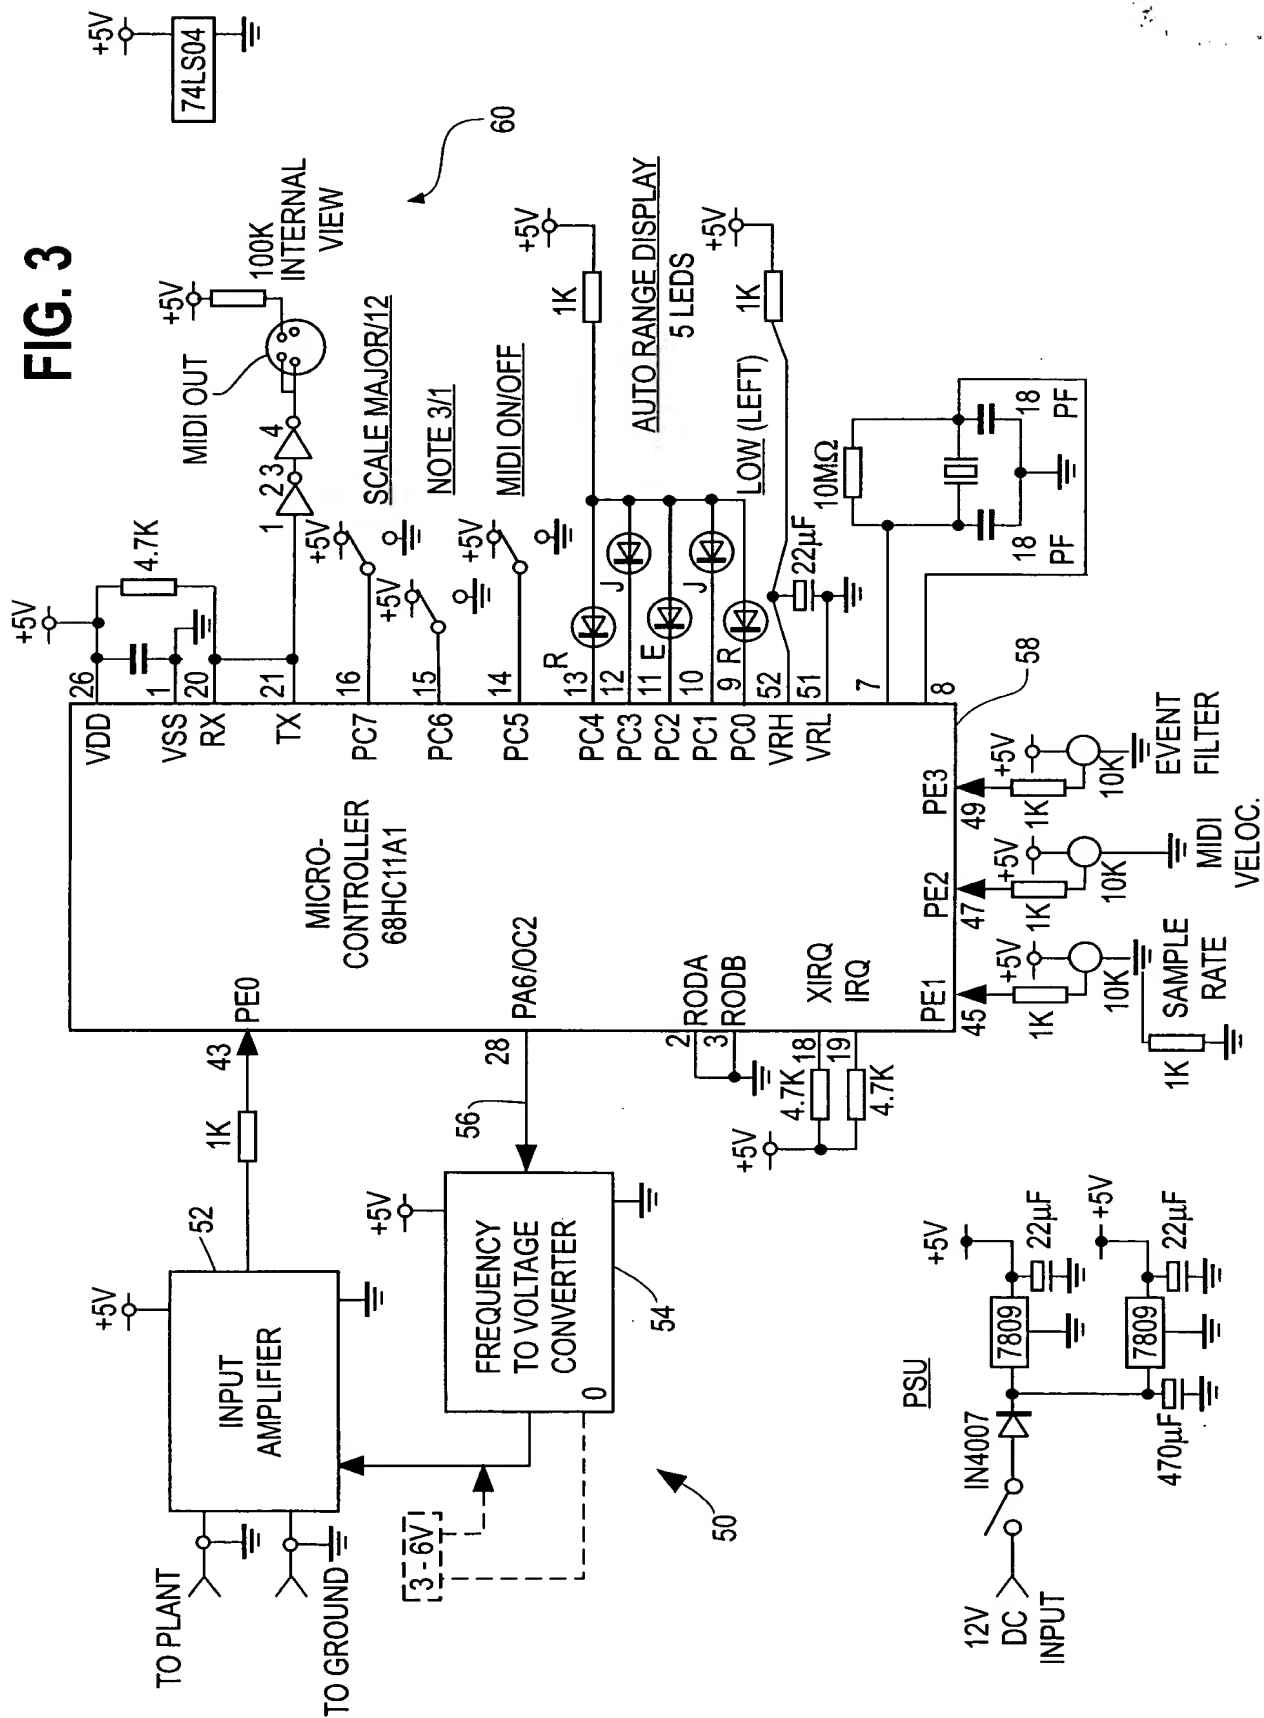 FIG. 3
+5V
74LS04
60
+5V
100K
INTERNAL
VIEW
MIDI OUT
1
2
3
4
+5V
4.7K
+5V
SCALE MAJOR/12
+5V
NOTE 3/1
+5V
MIDI ON/OFF
+5V
1K
AUTO RANGE DISPLAY
5 LEDS
+5V
1K
LOW (LEFT)
R
J
E
J
R
22µF
10MΩ
18
PF
18
PF
26
1
20
21
16
15
14
13
12
11
10
9
52
51
7
8
58
VDD
VSS
RX
TX
PC7
PC6
PC5
PC4
PC3
PC2
PC1
PC0
VRH
VRL
MICRO-
CONTROLLER
68HC11A1
PE0
PA6/OC2
RODA
RODB
XIRQ
IRQ
PE1
PE2
PE3
43
1K
28
56
2
3
18
19
4.7K
4.7K
+5V
45
1K
+5V
10K
SAMPLE
RATE
1K
47
1K
+5V
10K
MIDI
VELOC.
49
1K
+5V
10K
EVENT
FILTER
+5V
52
INPUT
AMPLIFIER
TO PLANT
TO GROUND
+5V
FREQUENCY
TO VOLTAGE
CONVERTER
0
54
3 - 6V
50
PSU
12V
DC
INPUT
IN4007
7809
+5V
22µF
7809
+5V
22µF
470µF